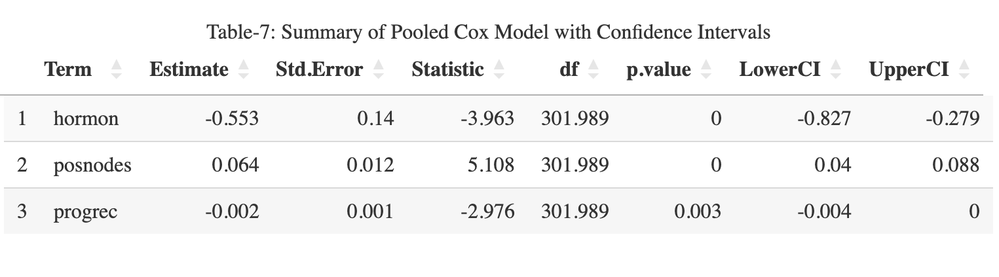 Table-7: Summary of Pooled Cox Model with Confidence Intervals
Term Estimate Std.Error Statistic df p.value LowerCI UpperCI
1 hormon -0.553 0.14 -3.963 301.989 0 -0.827 -0.279
2 posnodes 0.064 0.012 5.108 301.989 0 0.04 0.088
3 progrec -0.002 0.001 -2.976 301.989 0.003 -0.004 0